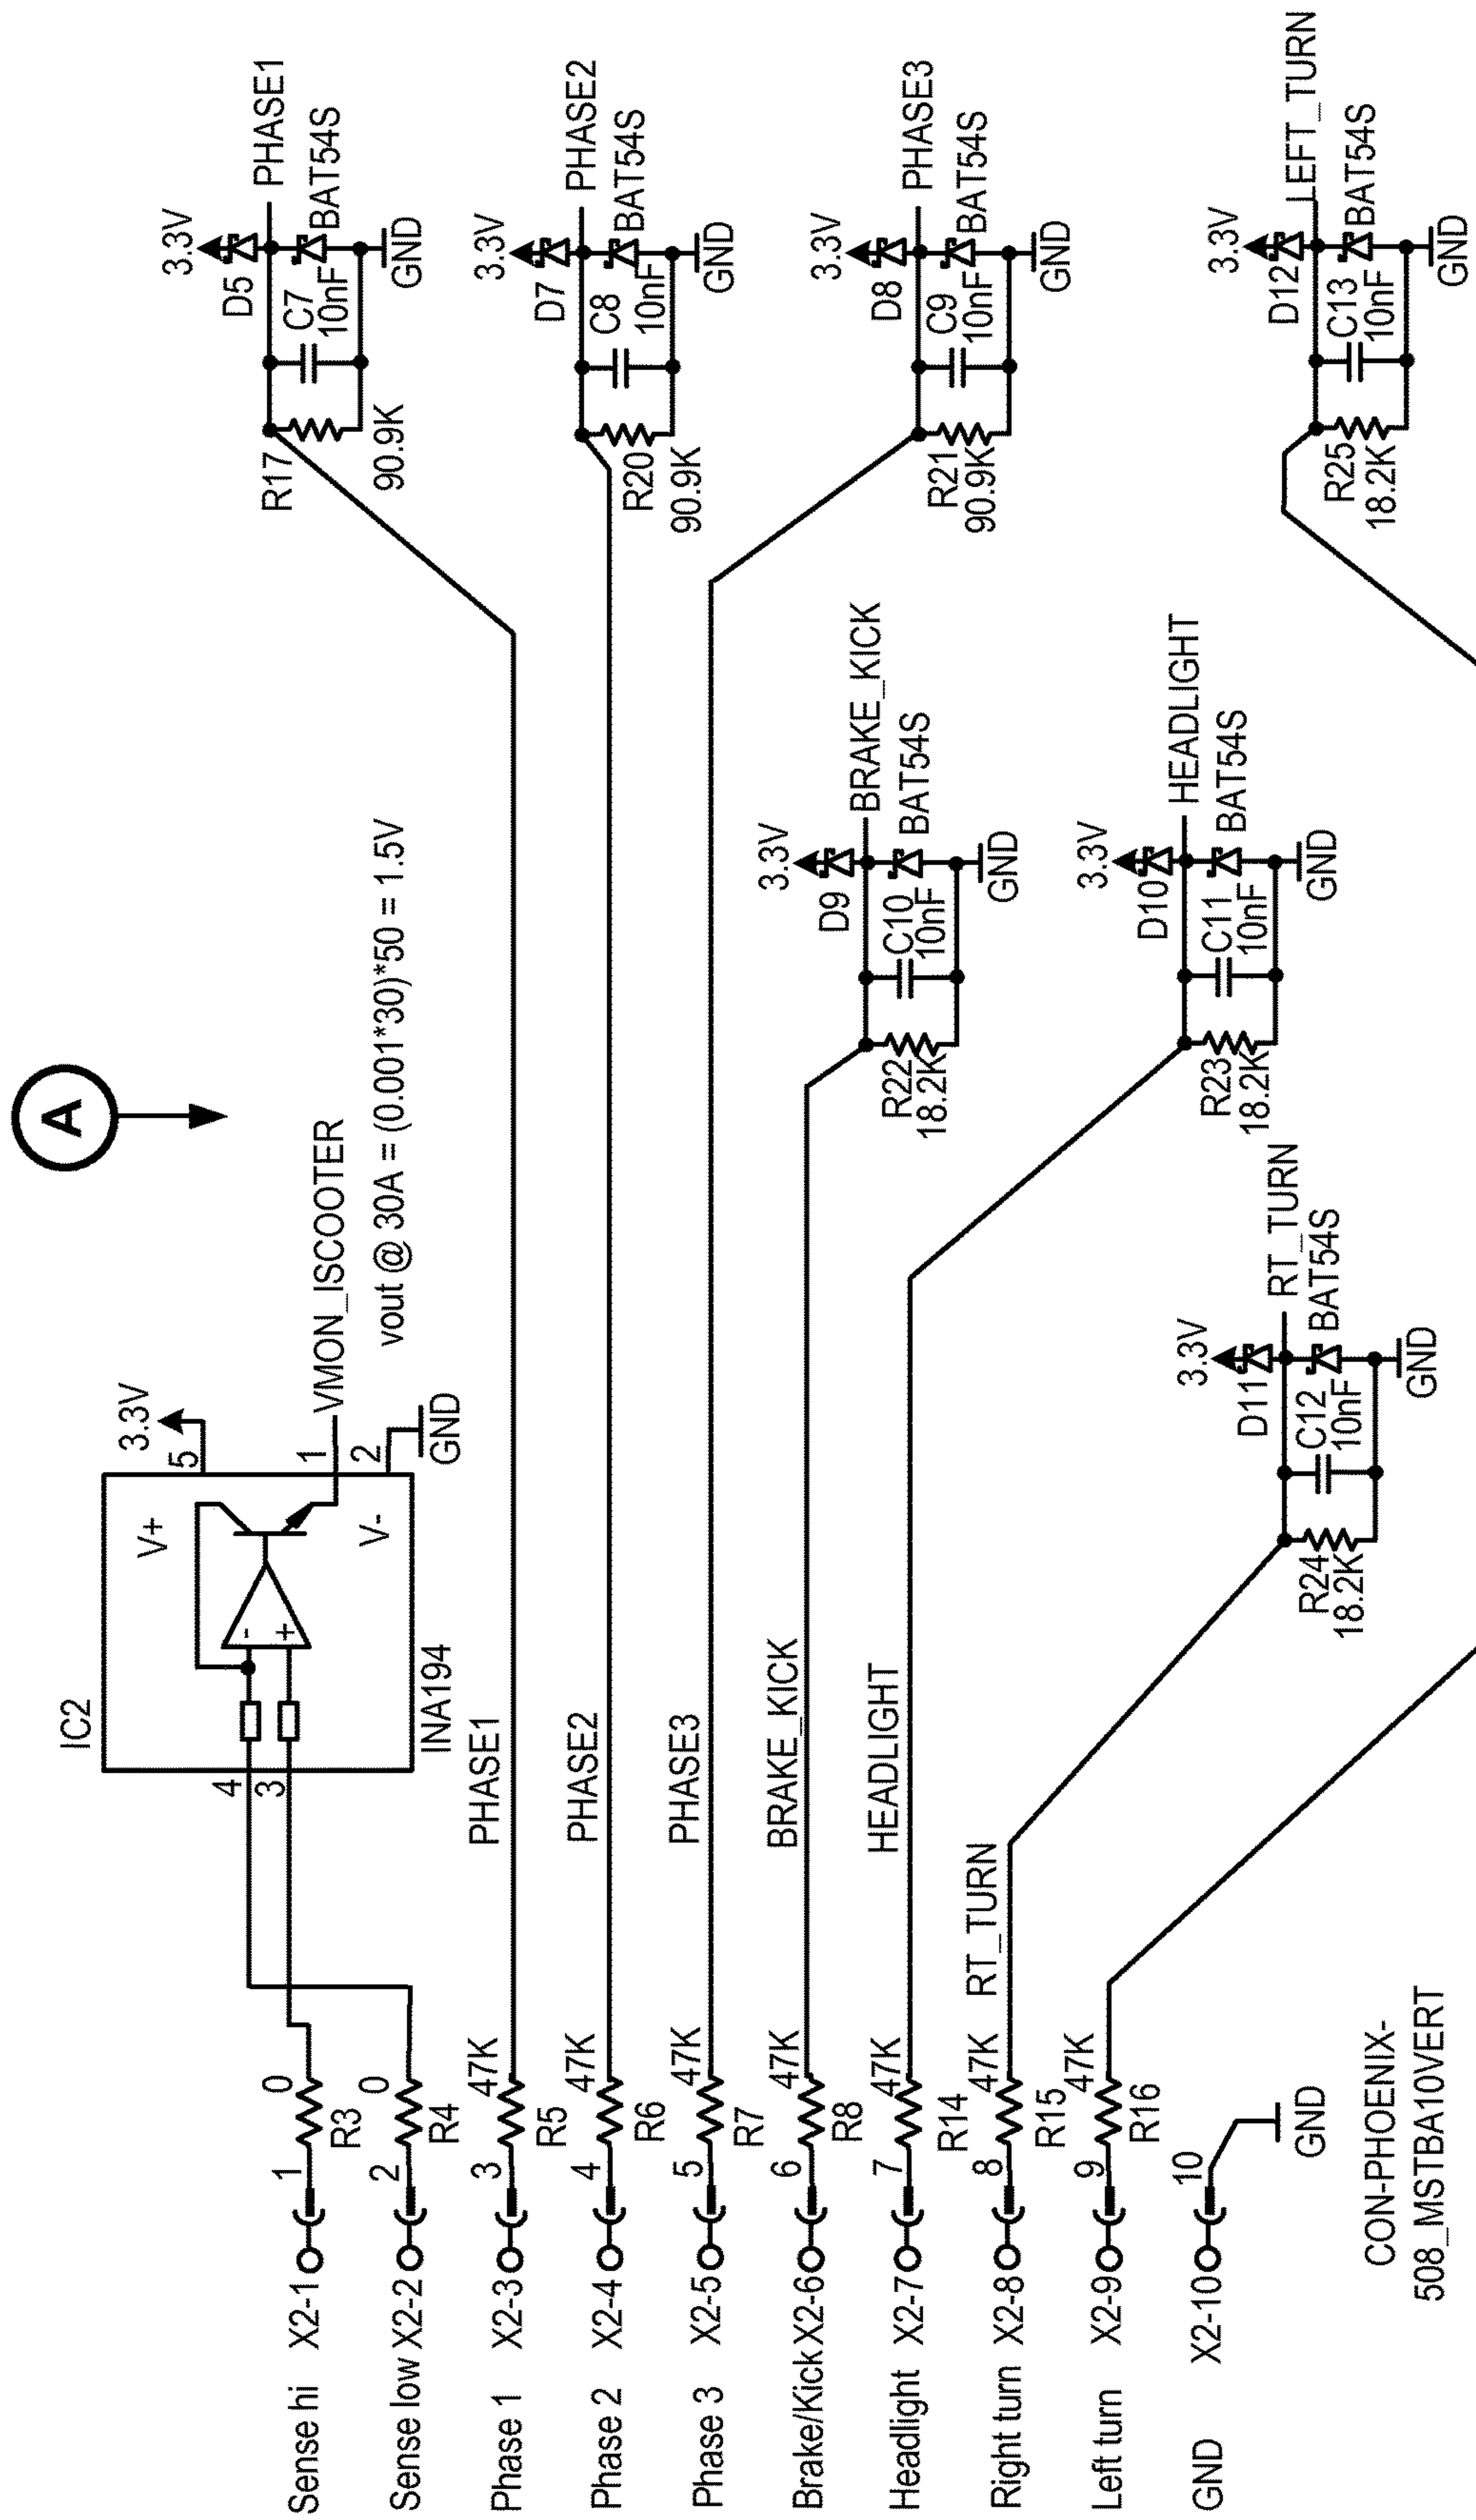 A
IC2
3.3V
5
V+
-
+
4
3
1
VMON_ISCOOTER
V-
2
GND
INA194
vout @ 30A = (0.001*30)*50 = 1.5V
Sense hi X2-1 1 0
R3
Sense low X2-2 2 0
R4
Phase 1 X2-3 3 47K PHASE1
R5
Phase 2 X2-4 4 47K PHASE2
R6
Phase 3 X2-5 5 47K PHASE3
R7
Brake/Kick X2-6 6 47K BRAKE_KICK
R8
Headlight X2-7 7 47K HEADLIGHT
R14
Right turn X2-8 8 47K RT_TURN
R15
Left turn X2-9 9 47K
R16
GND X2-10 10
GND
CON-PHOENIX-
508_MSTBA10VERT
3.3V
D5 PHASE1
R17 C7 BAT54S
10nF
90.9K GND
3.3V
D7 PHASE2
C8 BAT54S
R20 10nF
90.9K GND
3.3V
D8 PHASE3
R21 C9 BAT54S
90.9K 10nF
GND
3.3V
D9 BRAKE_KICK
R22 C10 BAT54S
18.2K 10nF
GND
3.3V
D10 HEADLIGHT
R23 C11 BAT54S
18.2K 10nF
GND
3.3V
D11 RT_TURN
R24 C12 BAT54S
18.2K 10nF
GND
3.3V
D12 LEFT_TURN
R25 C13 BAT54S
18.2K 10nF
GND